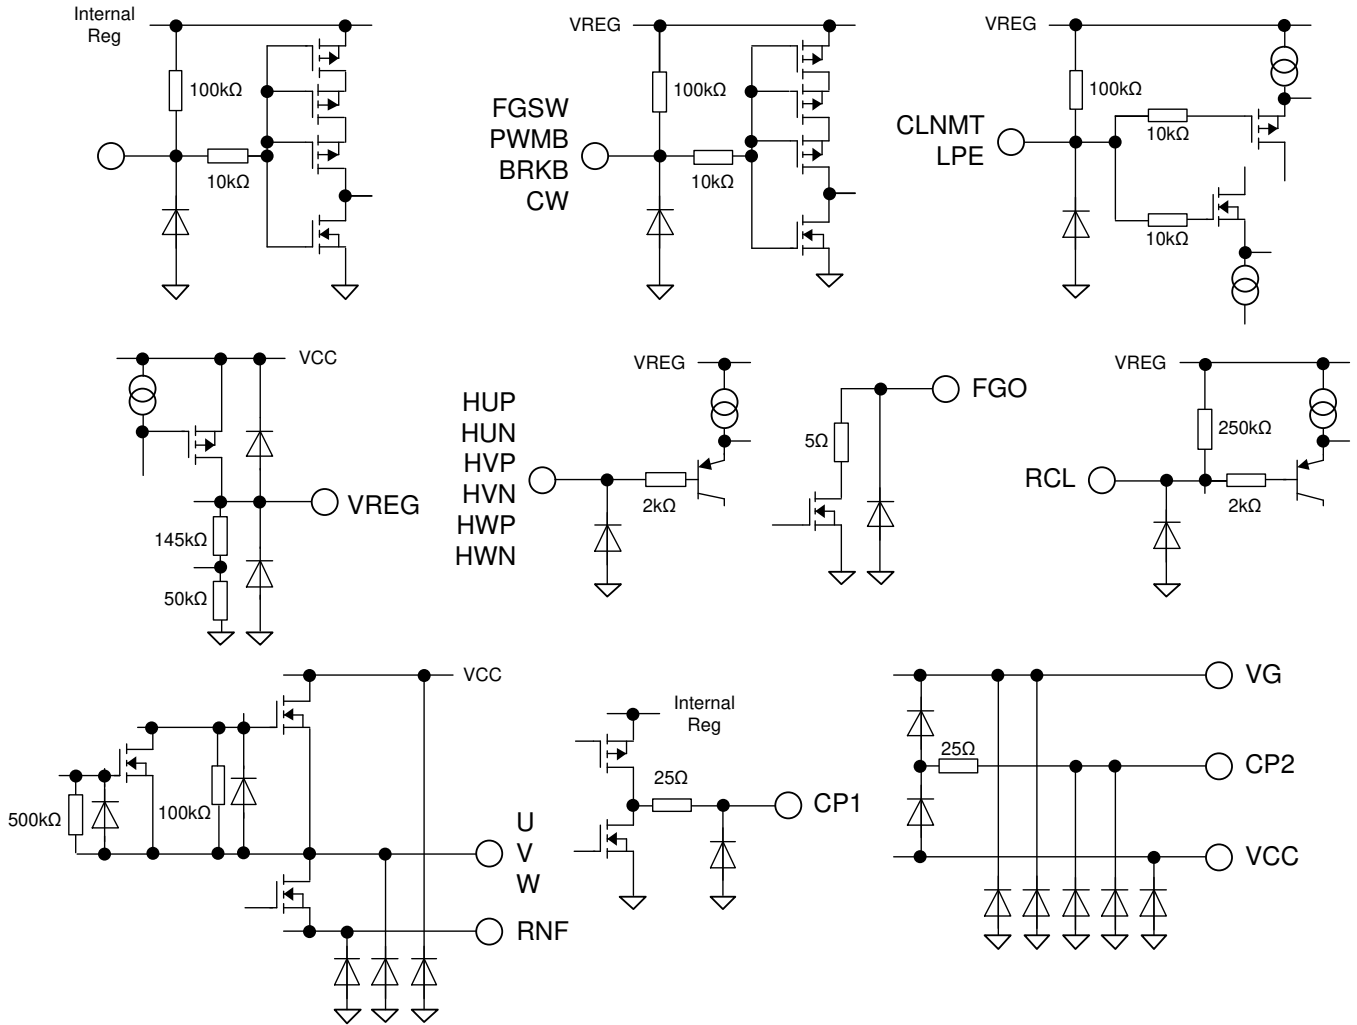 Internal
Reg
100kΩ
10kΩ
VREG
FGSW
PWMB
BRKB
CW
100kΩ
10kΩ
VREG
CLNMT
LPE
100kΩ
10kΩ
10kΩ
VCC
VREG
145kΩ
50kΩ
HUP
HUN
HVP
HVN
HWP
HWN
VREG
2kΩ
FGO
5Ω
VREG
RCL
250kΩ
2kΩ
VCC
500kΩ
100kΩ
U
V
W
RNF
Internal
Reg
25Ω
CP1
VG
25Ω
CP2
VCC